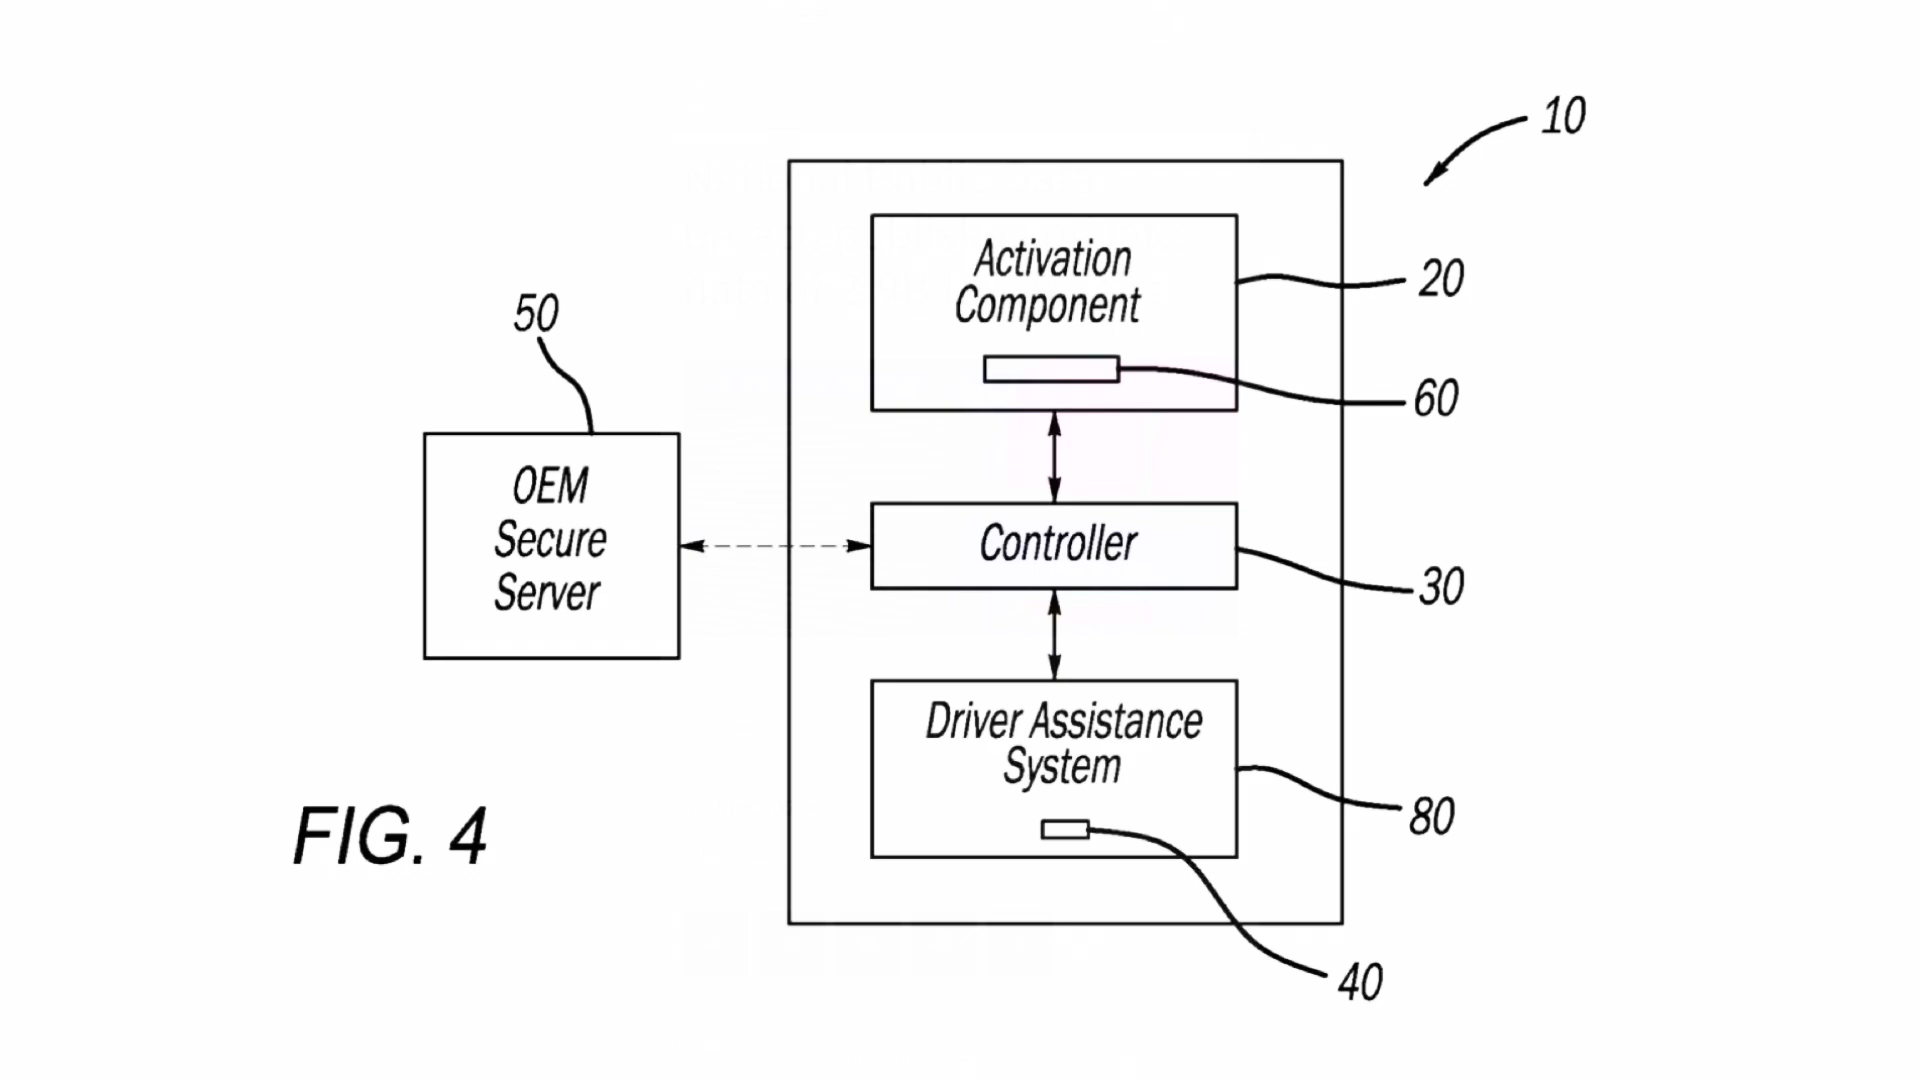 10
Activation
Component
20
60
50
OEM
Secure
Server
Controller
30
Driver Assistance
System
80
40
FIG. 4